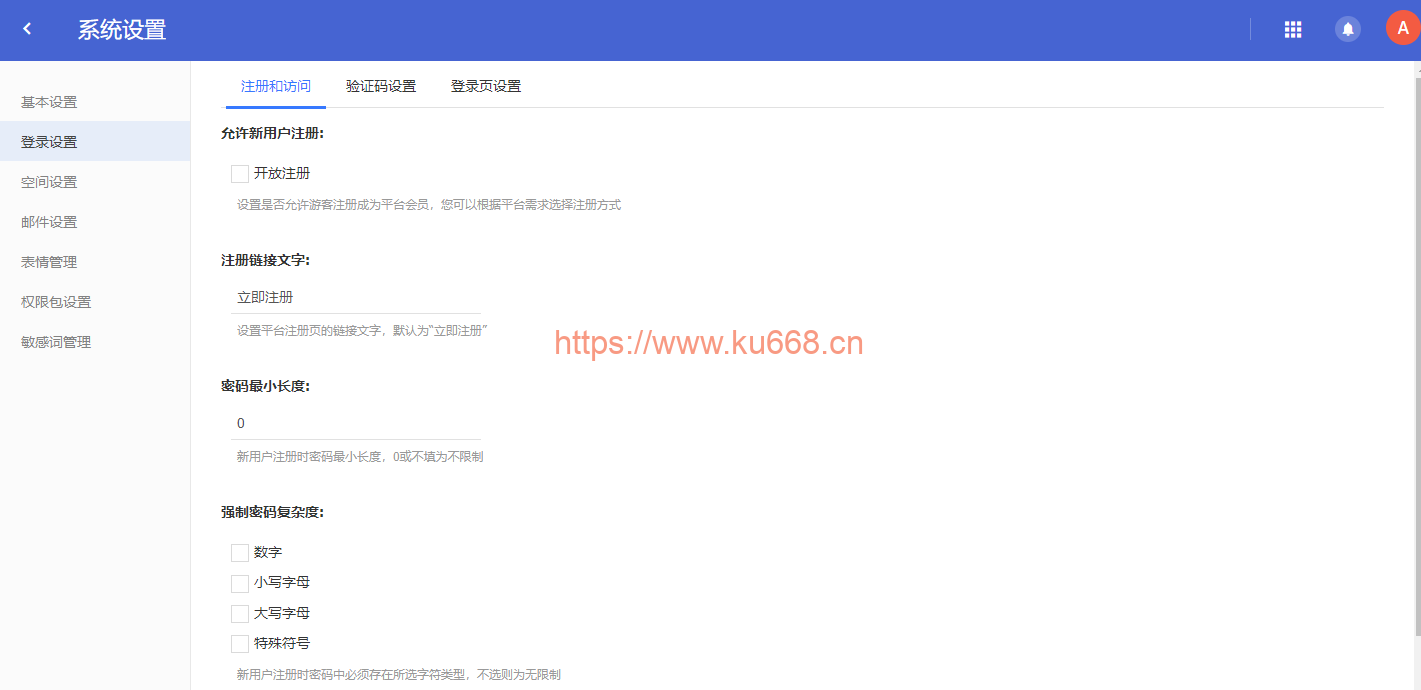 系统设置
A
基本设置
登录设置
空间设置
邮件设置
表情管理
权限包设置
敏感词管理
注册和访问 验证码设置 登录页设置
允许新用户注册:
开放注册
设置是否允许游客注册成为平台会员，您可以根据平台需求选择注册方式
注册链接文字:
立即注册
设置平台注册页的链接文字，默认为“立即注册”
https://www.ku668.cn
密码最小长度:
0
新用户注册时密码最小长度，0或不填为不限制
强制密码复杂度:
数字
小写字母
大写字母
特殊符号
新用户注册时密码中必须存在所选字符类型，不选则为无限制